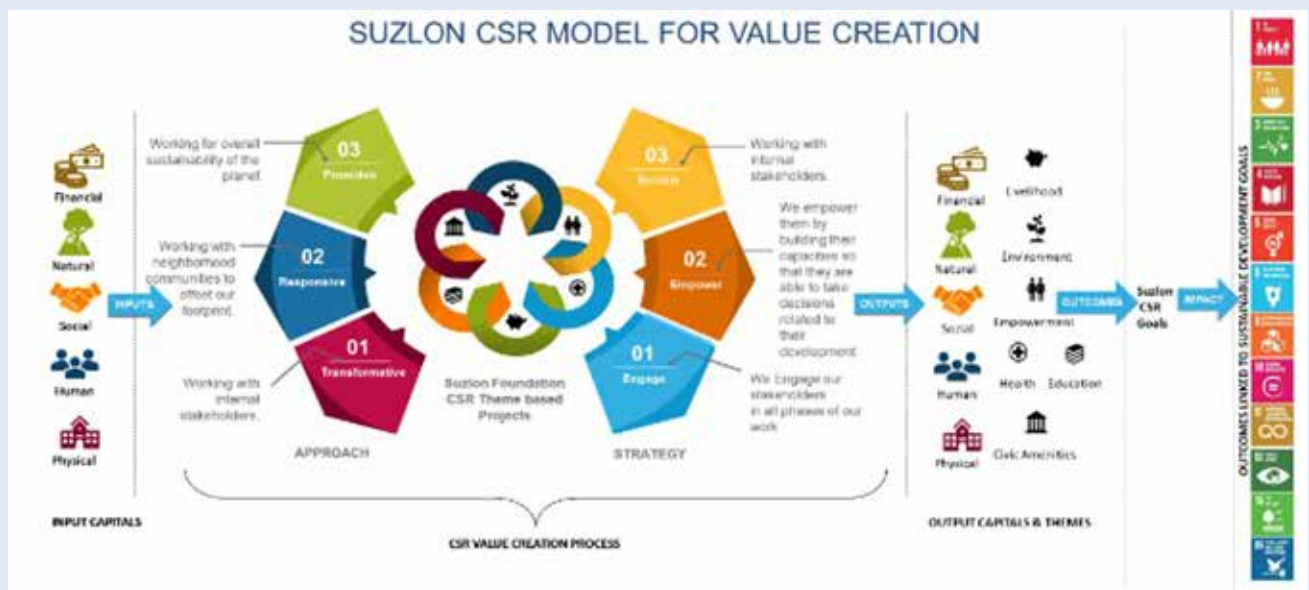 SUZLON CSR MODEL FOR VALUE CREATION
Financial
Natural
Social
Human
Physical
INPUT CAPITALS
INPUTS
Working for overall
sustainability of the
planet
Working with
neighborhood
communities to
offset our
footprint.
Working with
internal
stakeholders.
03
Proactive
02
Responsive
01
Transformative
APPROACH
Suzlon Foundation
CSR Theme based
Projects
03
02
Empower
01
Engage
STRATEGY
Working with
internal
stakeholders.
We empower
them by
building their
capacities so
that they are
able to take
decisions
related to
their
development
We Engage our
stakeholders
in all phases of our
work
CSR VALUE CREATION PROCESS
OUTPUTS
Financial
Natural
Social
Human
Physical
Livelihood
Environment
Empowerment
Health
Education
Civic Amenities
OUTPUT CAPITALS & THEMES
OUTCOMES
Suzlon
CSR
Goals
IMPACT
OUTCOMES LINKED TO SUSTAINABLE DEVELOPMENT GOALS